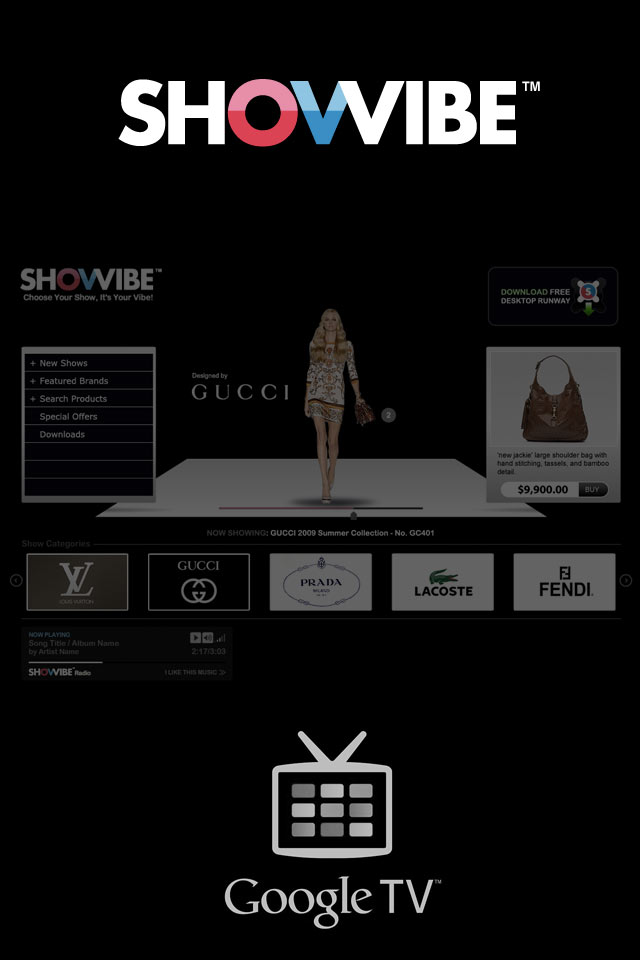 SHOWVIBE™
SHOWVIBE™
Choose Your Show, It's Your Vibe!
DOWNLOAD FREE
DESKTOP RUNWAY
S
+ New Shows
+ Featured Brands
+ Search Products
Special Offers
Downloads
Designed by
GUCCI
2
'new jackie' large shoulder bag with
hand stitching, tassels, and bamboo
detail.
$9,900.00 BUY
NOW SHOWING: GUCCI 2009 Summer Collection - No. GC401
Show Categories
LV
LOUIS VUITTON
GUCCI
PRADA
MILANO
LACOSTE
FENDI
NOW PLAYING
Song Title / Album Name
by Artist Name 2:17/3:03
SHOWVIBE™ Radio I LIKE THIS MUSIC >>
Google TV™